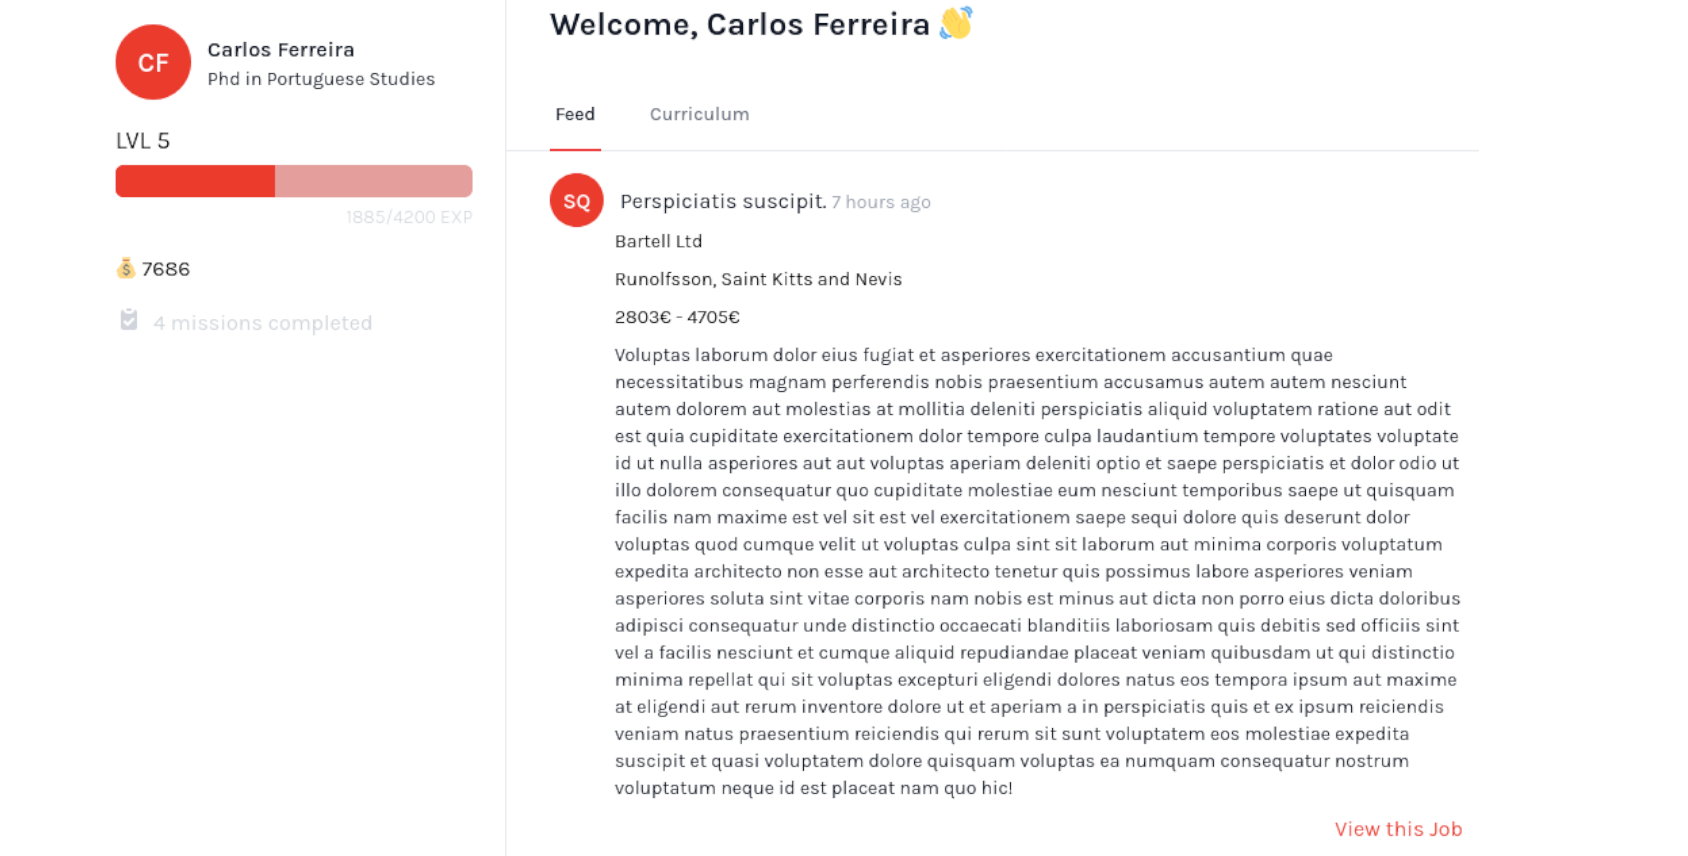 CF
Carlos Ferreira
Phd in Portuguese Studies
LVL 5
1885/4200 EXP
7686
4 missions completed
Welcome, Carlos Ferreira 👋
Feed
Curriculum
SQ
Perspiciatis suscipit. 7 hours ago
Bartell Ltd
Runolfsson, Saint Kitts and Nevis
2803€ - 4705€
Voluptas laborum dolor eius fugiat et asperiores exercitationem accusantium quae
necessitatibus magnam perferendis nobis praesentium accusamus autem autem nesciunt
autem dolorem aut molestias at mollitia deleniti perspiciatis aliquid voluptatem ratione aut odit
est quia cupiditate exercitationem dolor tempore culpa laudantium tempore voluptates voluptate
id ut nulla asperiores aut aut voluptas aperiam deleniti optio et saepe perspiciatis et dolor odio ut
illo dolorem consequatur quo cupiditate molestiae eum nesciunt temporibus saepe ut quisquam
facilis nam maxime est vel sit est vel exercitationem saepe sequi dolore quis deserunt dolor
voluptas quod cumque velit ut voluptas culpa sint sit laborum aut minima corporis voluptatum
expedita architecto non esse aut architecto tenetur quis possimus labore asperiores veniam
asperiores soluta sint vitae corporis nam nobis est minus aut dicta non porro eius dicta doloribus
adipisci consequatur unde distinctio occaecati blanditiis laboriosam quis debitis sed officiis sint
vel a facilis nesciunt et cumque aliquid repudiandae placeat veniam quibusdam ut qui distinctio
minima repellat qui sit voluptas excepturi eligendi dolores natus eos tempora ipsum aut maxime
at eligendi aut rerum inventore dolore ut et aperiam a in perspiciatis quis et ex ipsum reiciendis
veniam natus praesentium reiciendis qui rerum sit sunt voluptatem eos molestiae expedita
suscipit et quasi voluptatem dolore quisquam voluptas ea numquam consequatur nostrum
voluptatum neque id est placeat nam quo hic!
View this Job